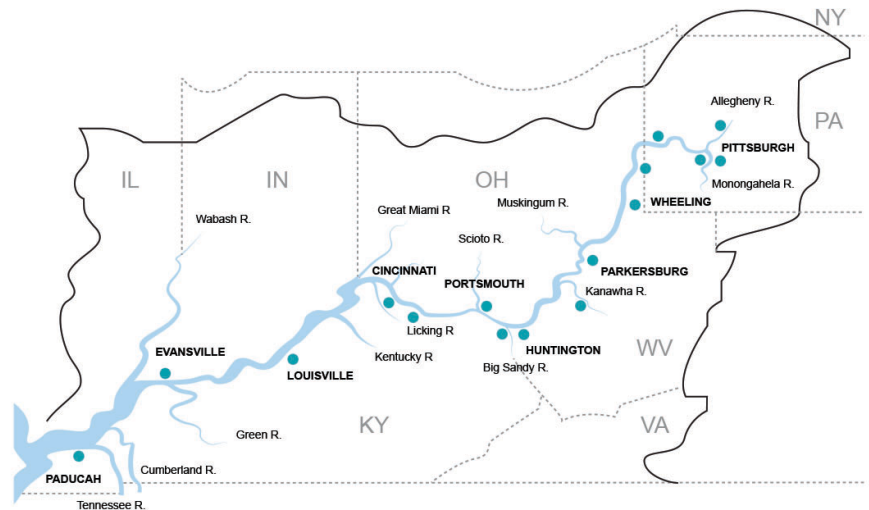 NY
Allegheny R.
PA
PITTSBURGH
IL
IN
OH
Monongahela R.
Muskingum R.
WHEELING
Wabash R.
Great Miami R
Scioto R.
CINCINNATI
PORTSMOUTH
PARKERSBURG
Kanawha R.
Licking R
EVANSVILLE
Kentucky R
HUNTINGTON
WV
LOUISVILLE
Big Sandy R.
KY
VA
Green R.
Cumberland R.
PADUCAH
Tennessee R.